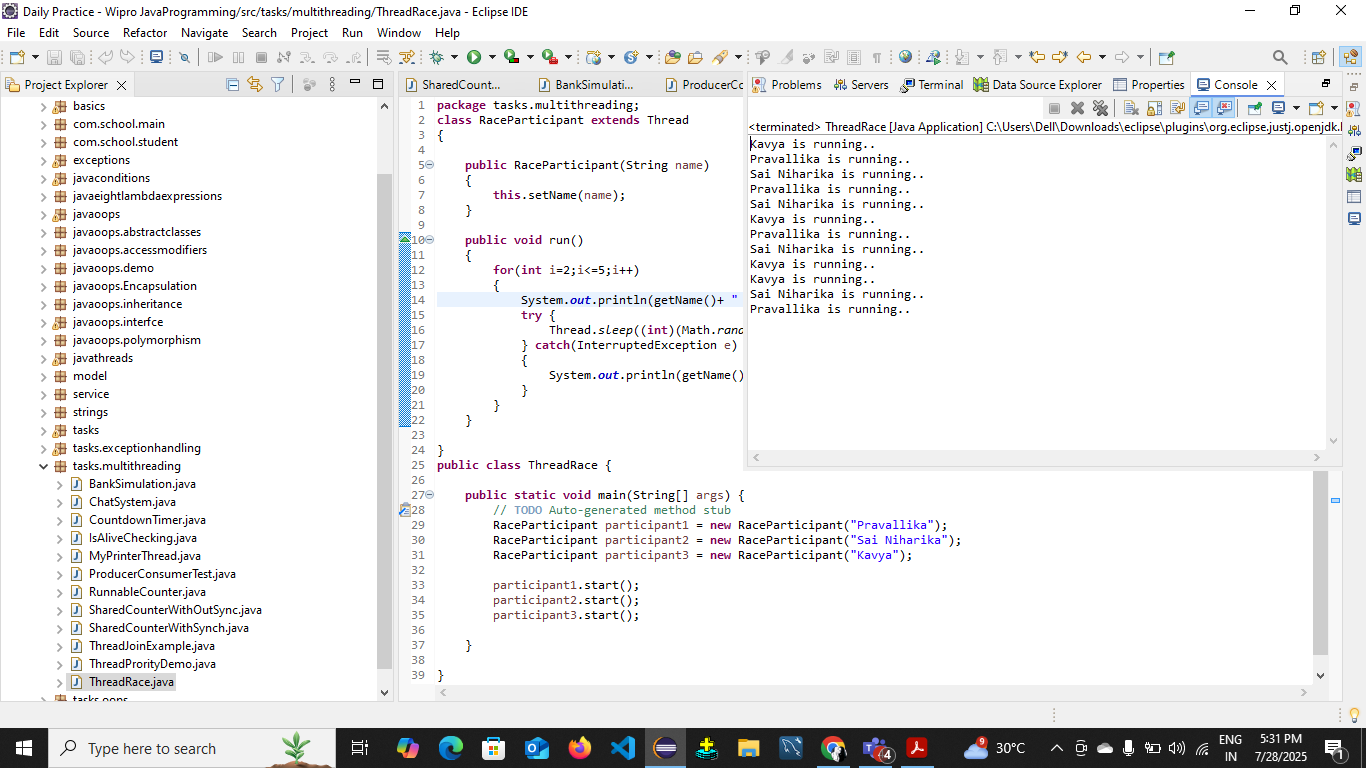 Daily Practice - Wipro JavaProgramming/src/tasks/multithreading/ThreadRace.java - Eclipse IDE
File Edit Source Refactor Navigate Search Project Run Window Help
Project Explorer
basics
com.school.main
com.school.student
exceptions
javaconditions
javaeightlambdaexpressions
javaoops
javaoops.abstractclasses
javaoops.accessmodifiers
javaoops.demo
javaoops.Encapsulation
javaoops.inheritance
javaoops.interfce
javaoops.polymorphism
javathreads
model
service
strings
tasks
tasks.exceptionhandling
tasks.multithreading
BankSimulation.java
ChatSystem.java
CountdownTimer.java
IsAliveChecking.java
MyPrinterThread.java
ProducerConsumerTest.java
RunnableCounter.java
SharedCounterWithOutSync.java
SharedCounterWithSynch.java
ThreadJoinExample.java
ThreadProrityDemo.java
ThreadRace.java
tasks.oops
SharedCount... BankSimulati... ProducerCo
1 package tasks.multithreading;
2 class RaceParticipant extends Thread
3 {
4
5 public RaceParticipant(String name)
6 {
7 this.setName(name);
8 }
9
10 public void run()
11 {
12 for(int i=2;i<=5;i++)
13 {
14 System.out.println(getName()+ "
15 try {
16 Thread.sleep((int)(Math.rand
17 } catch(InterruptedException e)
18 {
19 System.out.println(getName()
20 }
21 }
22 }
23
24 }
25 public class ThreadRace {
26
27 public static void main(String[] args) {
28 // TODO Auto-generated method stub
29 RaceParticipant participant1 = new RaceParticipant("Pravallika");
30 RaceParticipant participant2 = new RaceParticipant("Sai Niharika");
31 RaceParticipant participant3 = new RaceParticipant("Kavya");
32
33 participant1.start();
34 participant2.start();
35 participant3.start();
36
37 }
38
39 }
Problems Servers Terminal Data Source Explorer Properties Console
<terminated> ThreadRace [Java Application] C:\Users\Dell\Downloads\eclipse\plugins\org.eclipse.justj.openjdk.
Kavya is running..
Pravallika is running..
Sai Niharika is running..
Pravallika is running..
Sai Niharika is running..
Kavya is running..
Pravallika is running..
Sai Niharika is running..
Kavya is running..
Kavya is running..
Sai Niharika is running..
Pravallika is running..
Type here to search
9
4
30°C
ENG
IN
5:31 PM
7/28/2025
1